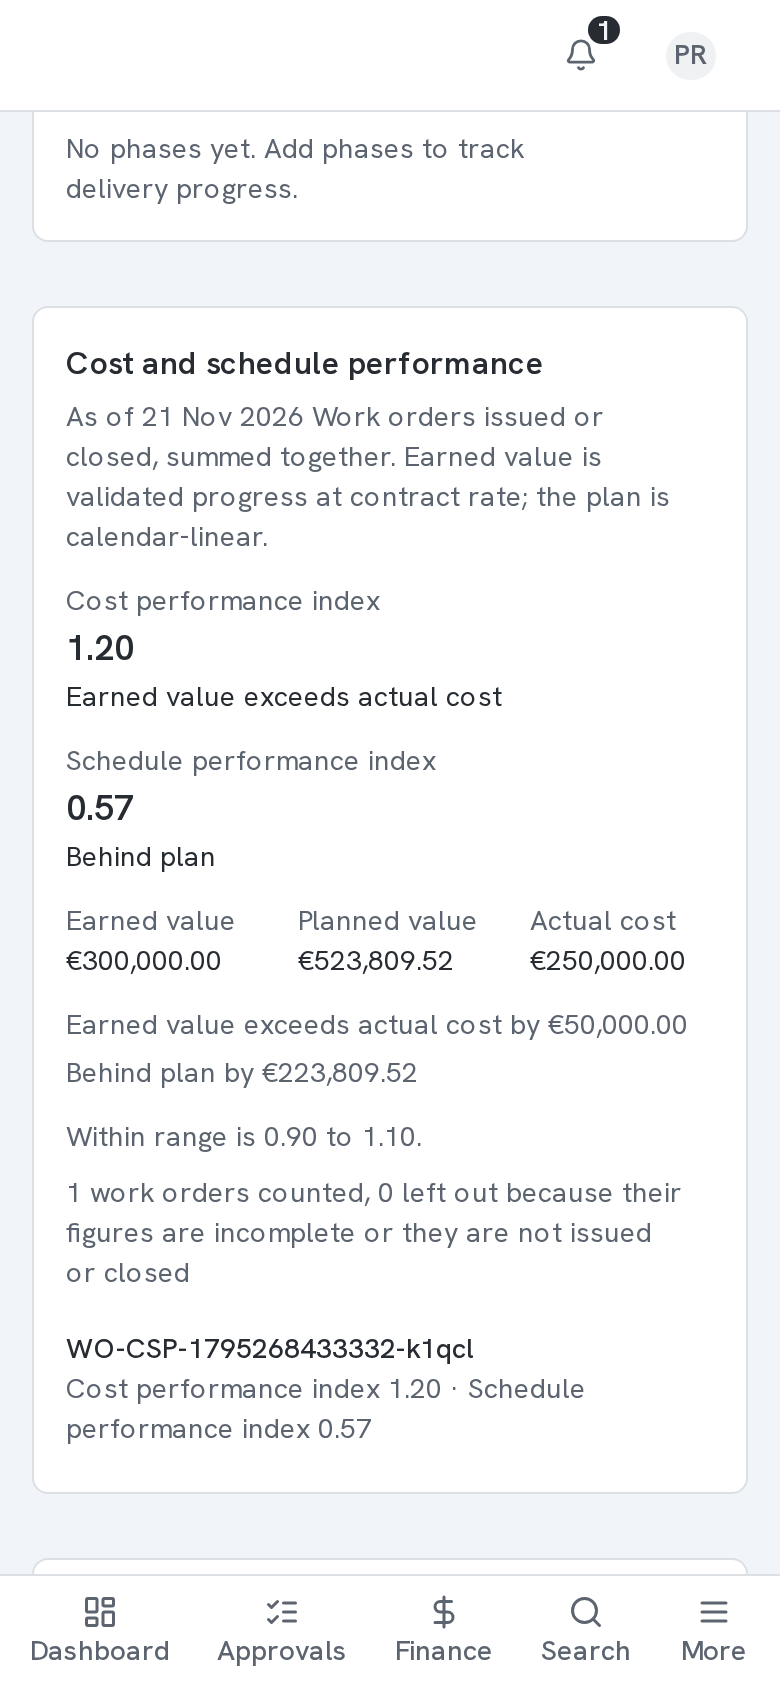 1
PR
No phases yet. Add phases to track
delivery progress.
Cost and schedule performance
As of 21 Nov 2026 Work orders issued or
closed, summed together. Earned value is
validated progress at contract rate; the plan is
calendar-linear.
Cost performance index
1.20
Earned value exceeds actual cost
Schedule performance index
0.57
Behind plan
Earned value Planned value Actual cost
€300,000.00 €523,809.52 €250,000.00
Earned value exceeds actual cost by €50,000.00
Behind plan by €223,809.52
Within range is 0.90 to 1.10.
1 work orders counted, 0 left out because their
figures are incomplete or they are not issued
or closed
WO-CSP-1795268433332-k1qcl
Cost performance index 1.20 · Schedule
performance index 0.57
Dashboard Approvals Finance Search More